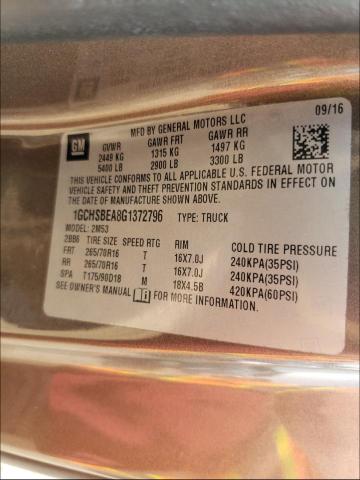 09/16
MFD BY GENERAL MOTORS LLC
GM GVWR GAWR FRT GAWR RR
2449 KG 1315 KG 1497 KG
5400 LB 2900 LB 3300 LB
THIS VEHICLE CONFORMS TO ALL APPLICABLE U.S. FEDERAL MOTOR
VEHICLE SAFETY AND THEFT PREVENTION STANDARDS IN EFFECT ON
THE DATE OF MANUFACTURE SHOWN ABOVE.
1GCHSBEA8G1372796 TYPE: TRUCK
MODEL: 2M53
2BB6 TIRE SIZE SPEED RTG RIM COLD TIRE PRESSURE
FRT 265/70R16 T 16X7.0J 240KPA(35PSI)
RR 265/70R16 T 16X7.0J 240KPA(35PSI)
SPA T175/90D18 M 18X4.5B 420KPA(60PSI)
SEE OWNER'S MANUAL FOR MORE INFORMATION.